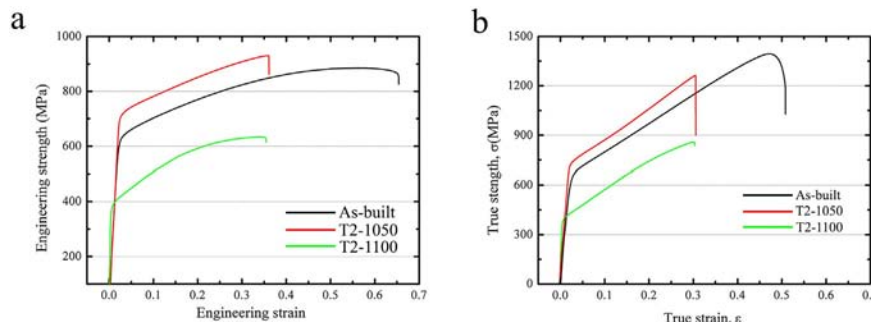 a
1000
800
600
400
200
Engineering strength (MPa)
As-built
T2-1050
T2-1100
0.0 0.1 0.2 0.3 0.4 0.5 0.6 0.7
Engineering strain
b
1500
1200
900
600
300
0
True stength, σ(MPa)
As-built
T2-1050
T2-1100
0.0 0.1 0.2 0.3 0.4 0.5 0.6 0.7
True strain, ε